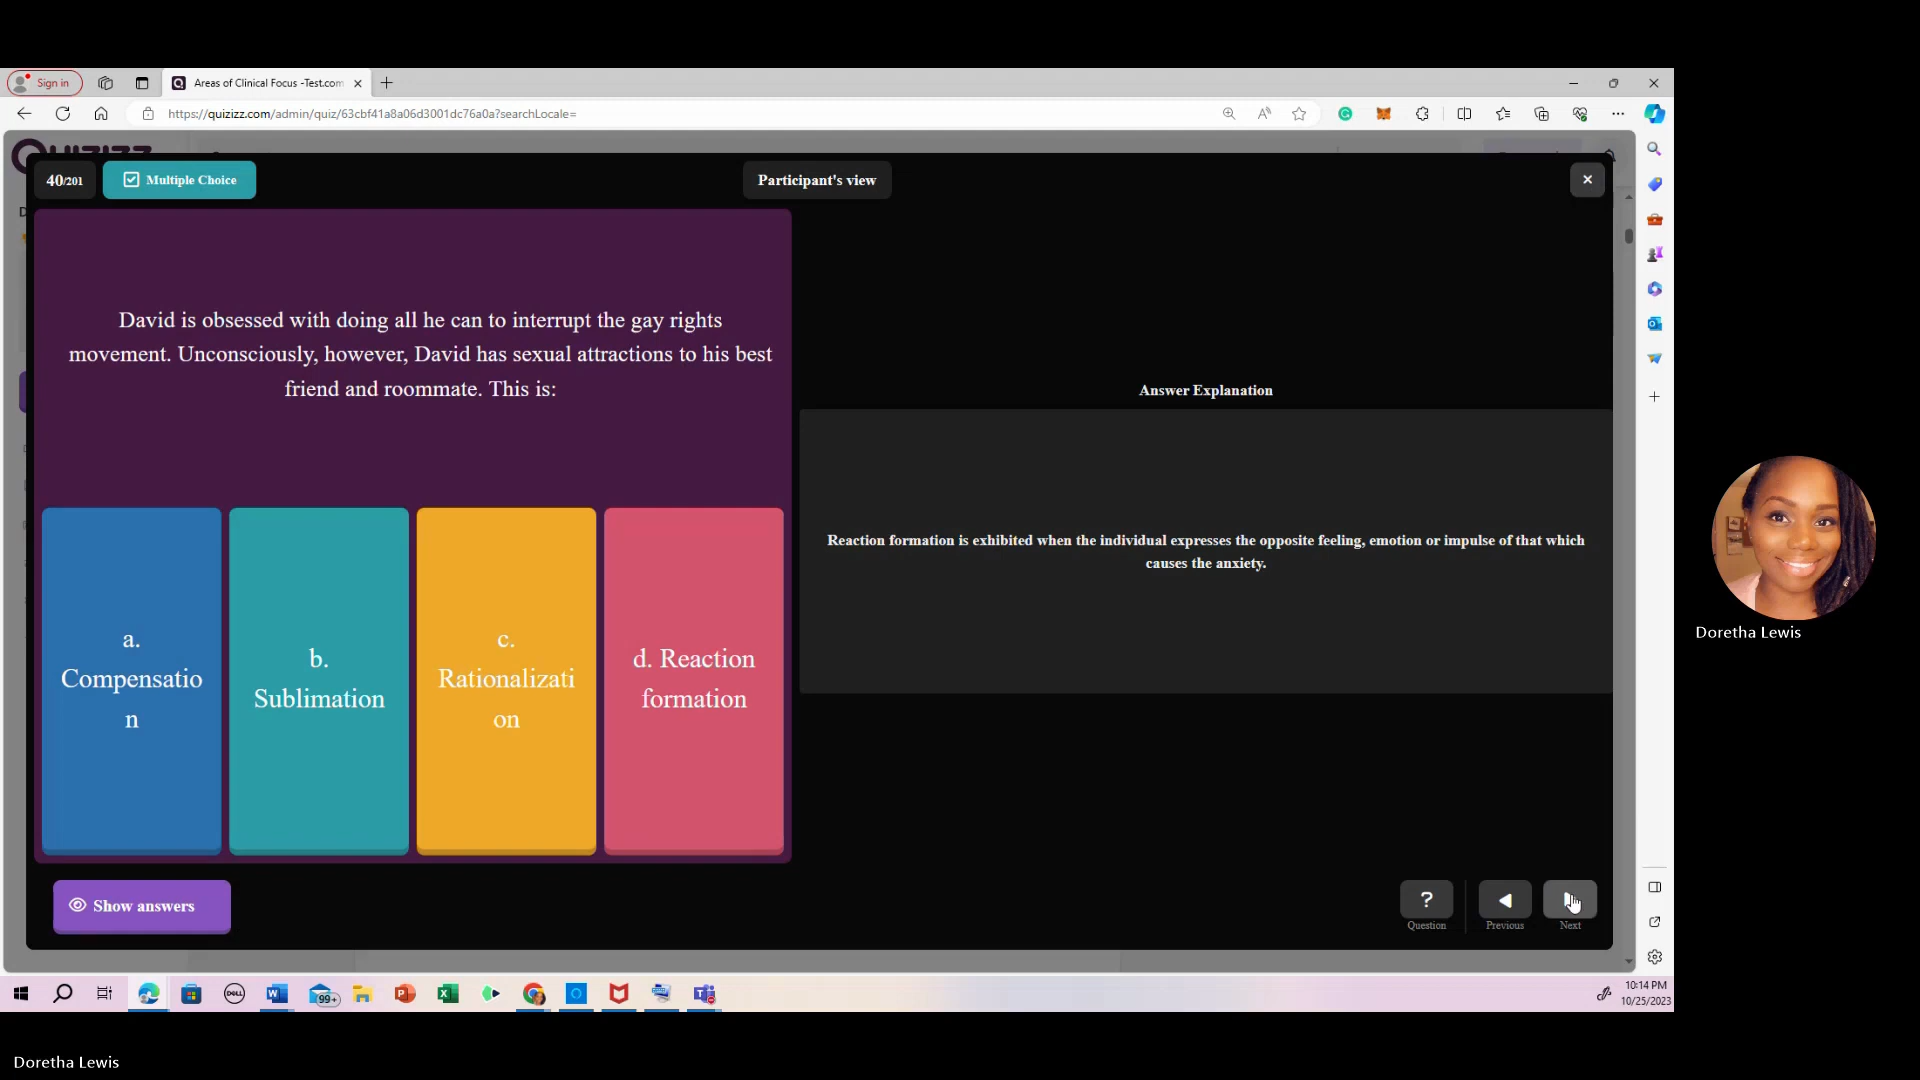 Sign in
Areas of Clinical Focus -Test.com
https://quizizz.com/admin/quiz/63cbf41a8a06d3001dc76a0a?searchLocale=
40/201
Multiple Choice
Participant's view
David is obsessed with doing all he can to interrupt the gay rights
movement. Unconsciously, however, David has sexual attractions to his best
friend and roommate. This is:
a.
Compensatio
n
b.
Sublimation
c.
Rationalizati
on
d. Reaction
formation
Answer Explanation
Reaction formation is exhibited when the individual expresses the opposite feeling, emotion or impulse of that which
causes the anxiety.
Show answers
?
Question
Previous
Next
Doretha Lewis
DELL
99+
10:14 PM
10/25/2023
Doretha Lewis